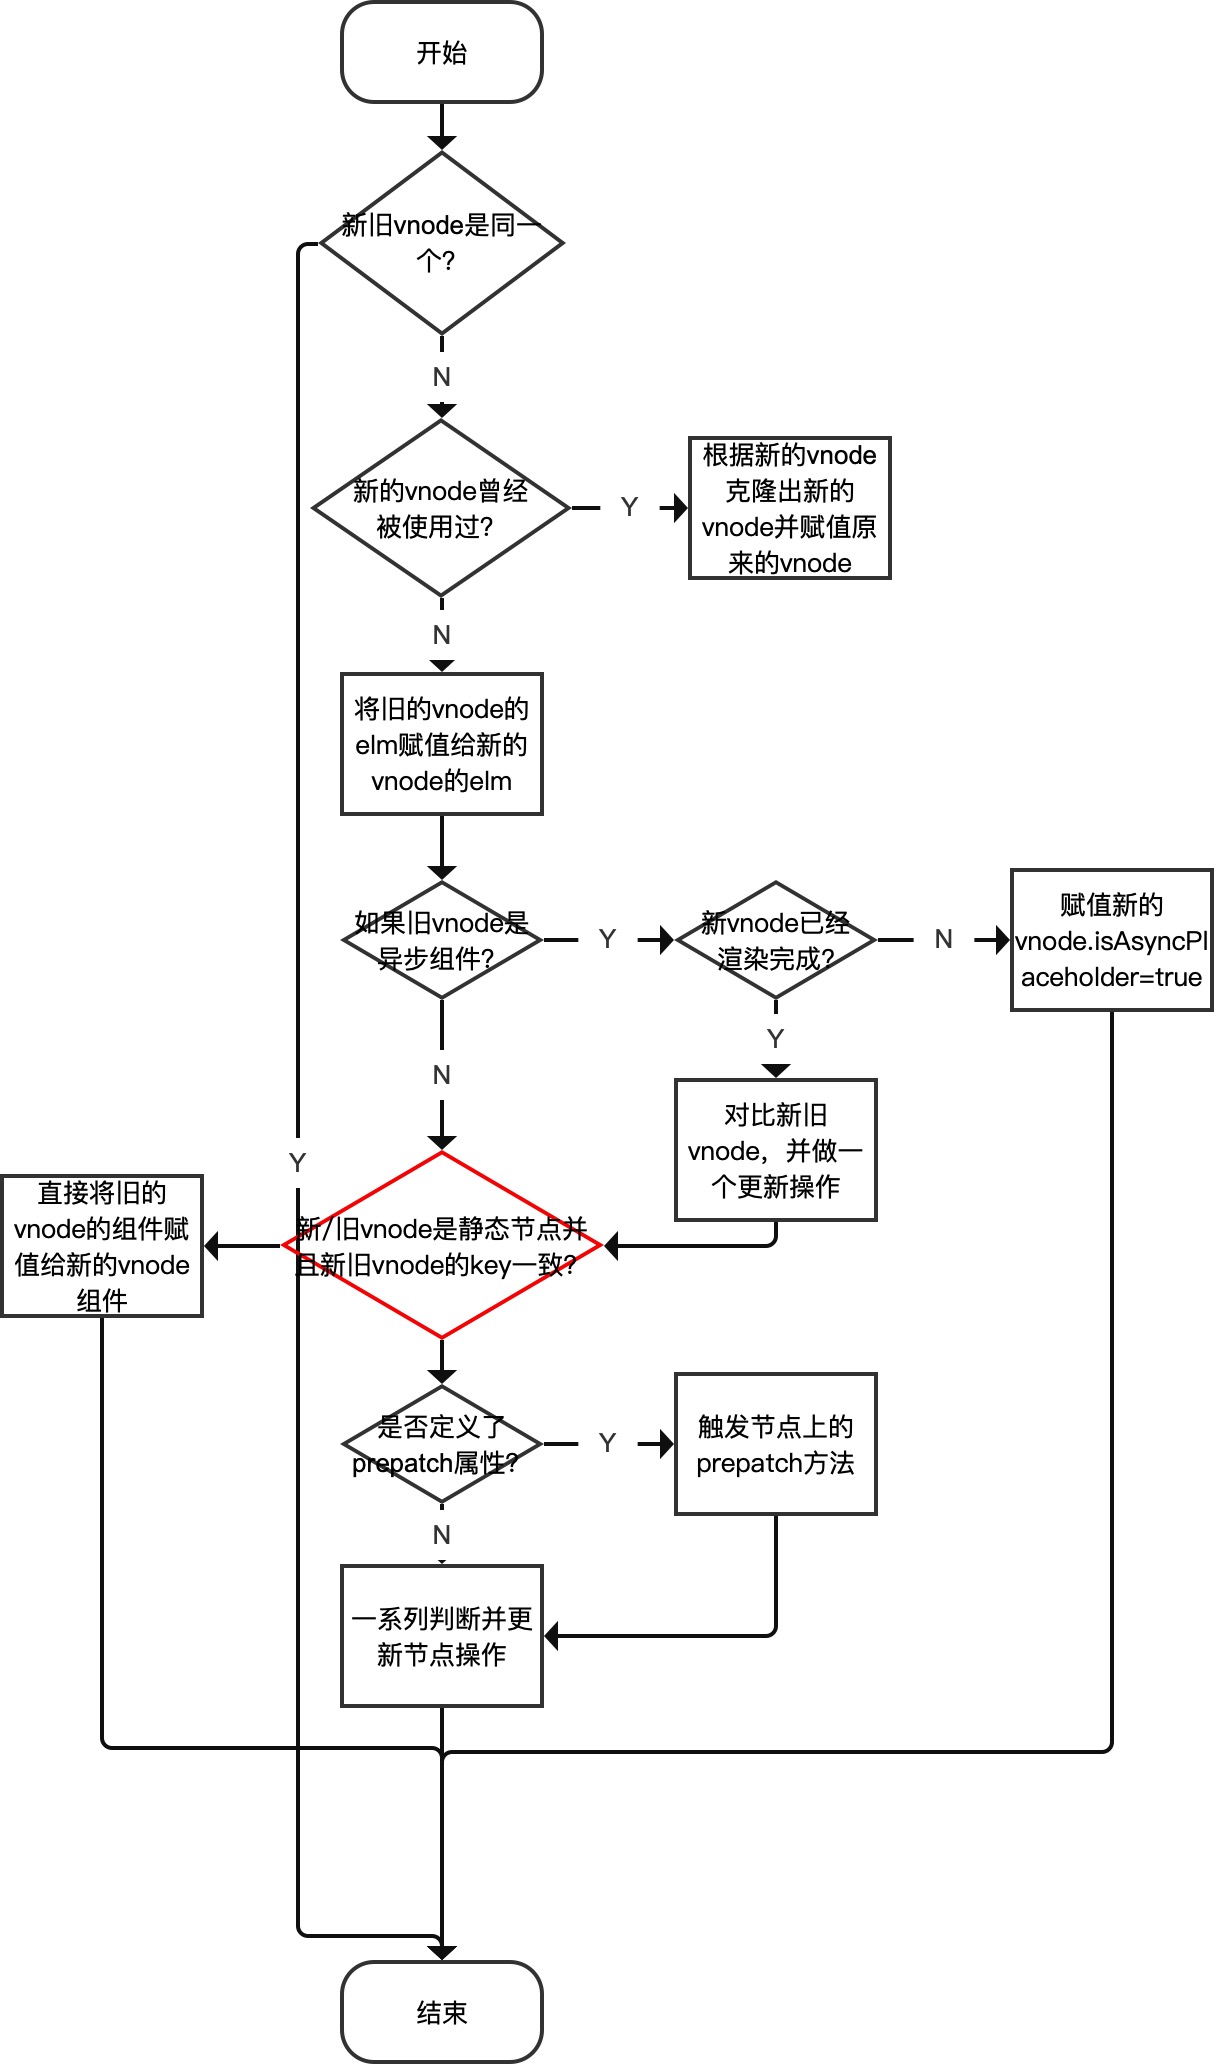 开始
新旧vnode是同一
个?
N
新的vnode曾经
被使用过?
Y
根据新的vnode
克隆出新的
vnode并赋值原
来的vnode
N
将旧的vnode的
elm赋值给新的
vnode的elm
如果旧vnode是
异步组件?
Y
新vnode已经
渲染完成?
N
赋值新的
vnode.isAsyncPl
aceholder=true
Y
N
对比新旧
vnode，并做一
个更新操作
Y
直接将旧的
vnode的组件赋
值给新的vnode
组件
新/旧vnode是静态节点并
且新旧vnode的key一致?
是否定义了
prepatch属性?
Y
触发节点上的
prepatch方法
N
一系列判断并更
新节点操作
结束